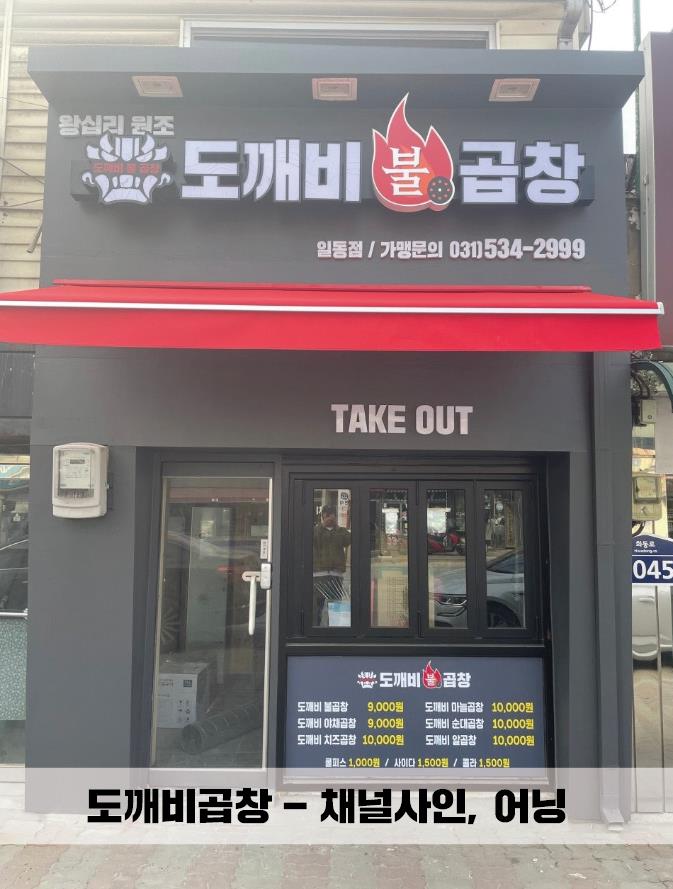 왕십리 원조
도깨비 불 곱창
도깨비 불 곱창
일동점 / 가맹문의 031)534-2999
TAKE OUT
화동로
045
도깨비 불 곱창
도깨비 불곱창 9,000원 도깨비 마늘곱창 10,000원
도깨비 야채곱창 9,000원 도깨비 순대곱창 10,000원
도깨비 치즈곱창 10,000원 도깨비 알곱창 10,000원
쿨피스 1,000원 / 사이다 1,500원 / 콜라 1,500원
도깨비곱창 - 채널사인, 어닝